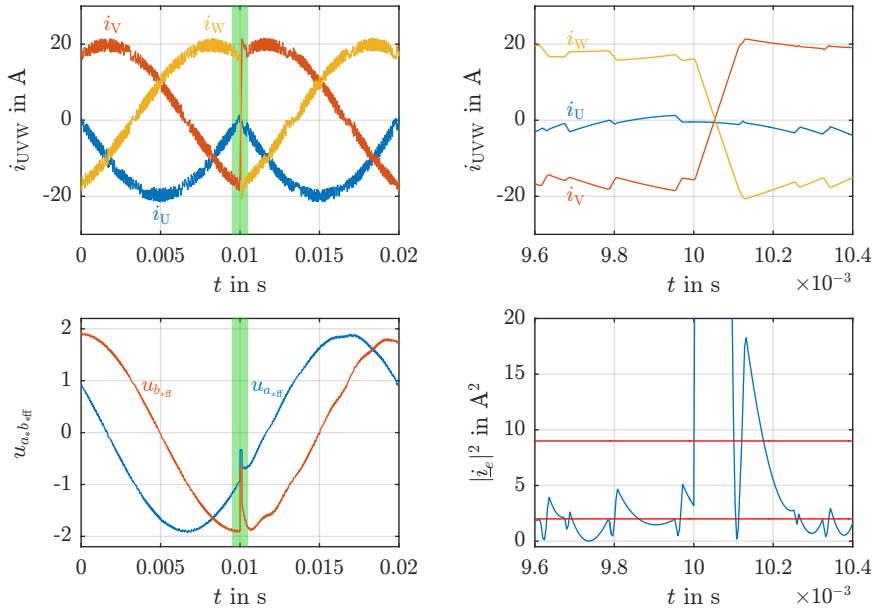 i_V
i_W
i_U
20
0
-20
i_UVW in A
0
0.005
0.01
0.015
0.02
t in s
i_W
i_U
i_V
20
0
-20
i_UVW in A
9.6
9.8
10
10.2
10.4
t in s
×10⁻³
u_b*ff
u_a*ff
2
1
0
-1
-2
u_a*b*ff
0
0.005
0.01
0.015
0.02
t in s
20
15
10
5
0
|i_e|² in A²
9.6
9.8
10
10.2
10.4
t in s
×10⁻³